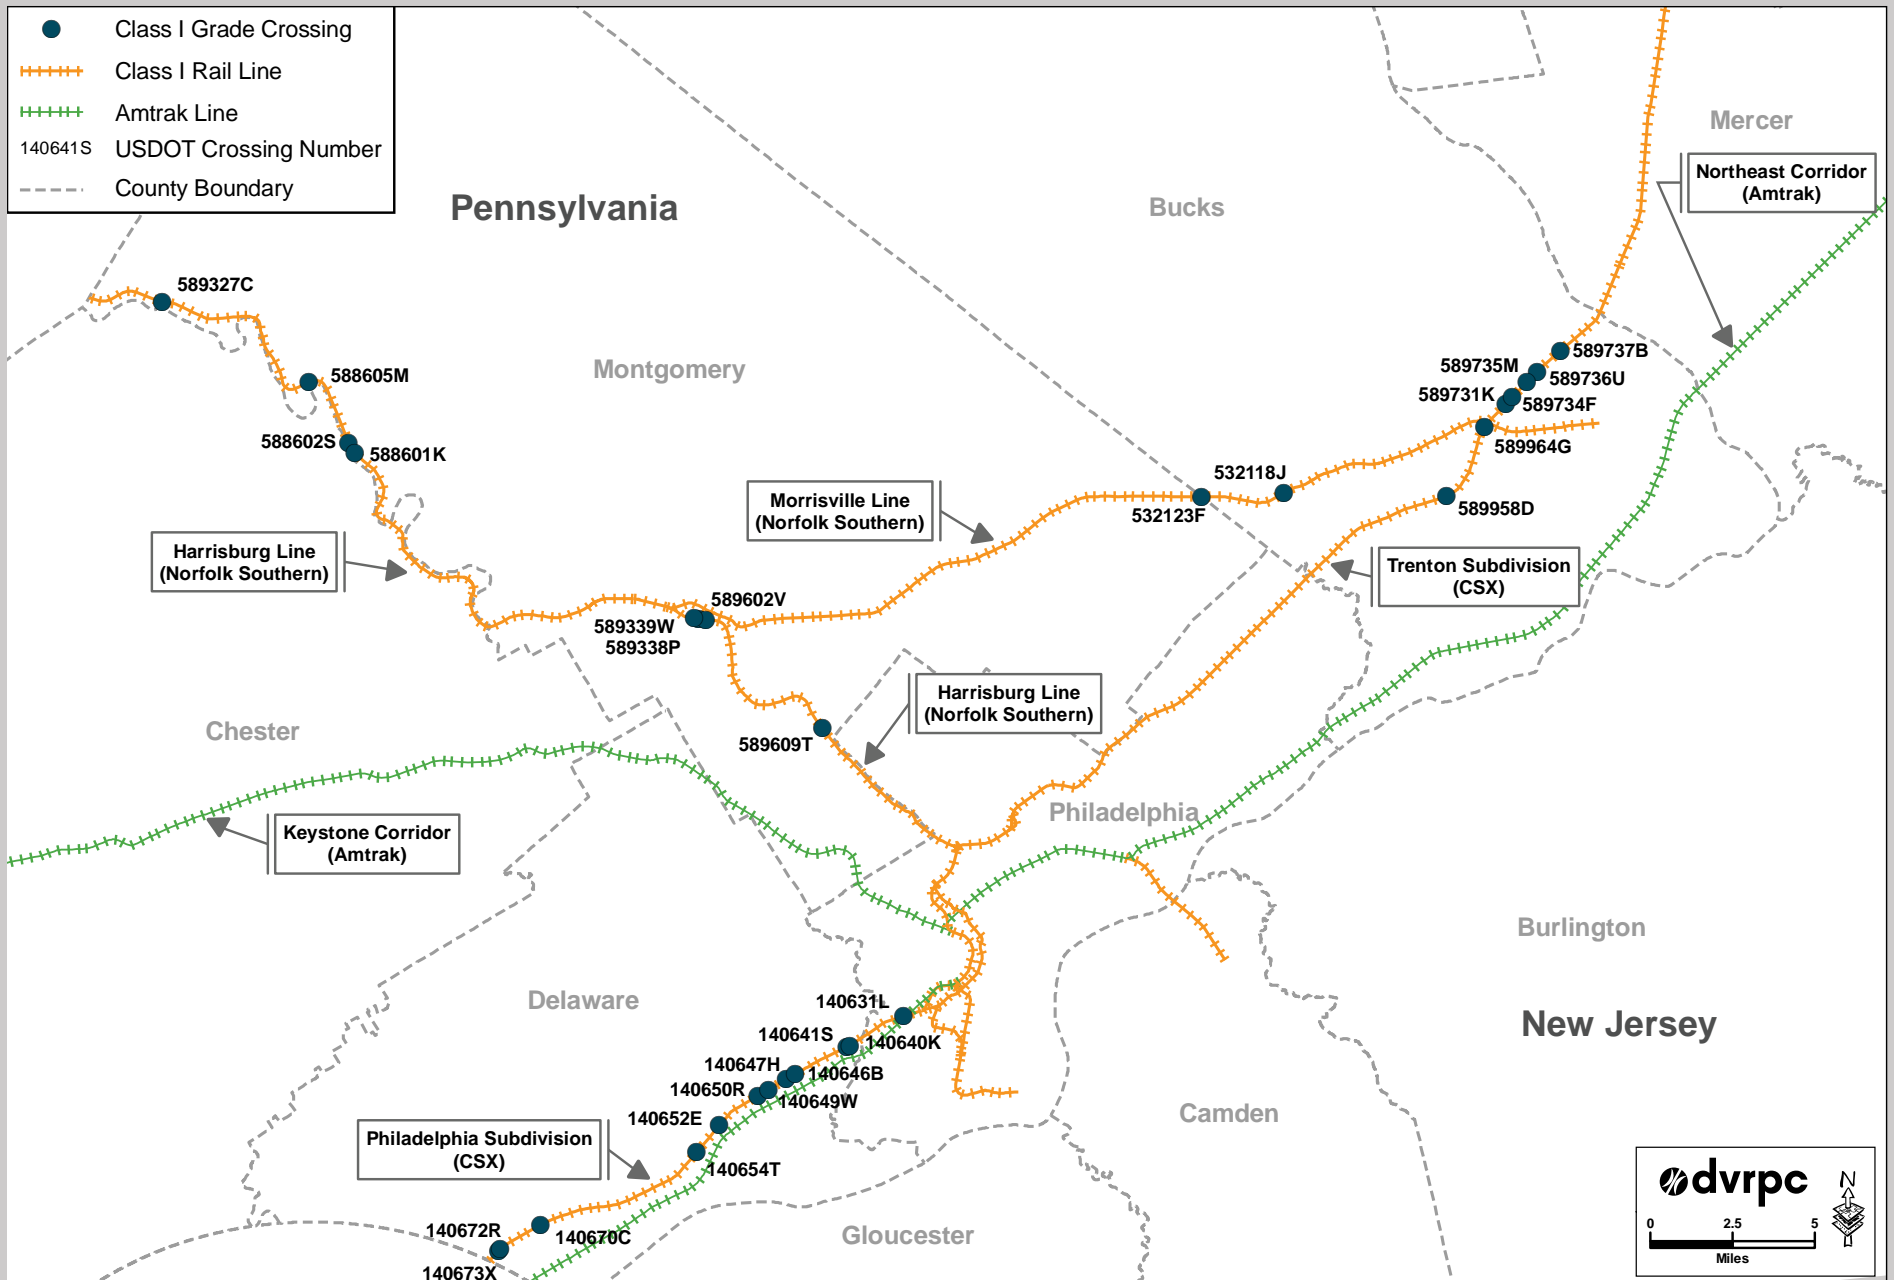 Class I Grade Crossing
Class I Rail Line
Amtrak Line
140641S USDOT Crossing Number
County Boundary
Pennsylvania
Bucks
Mercer
Northeast Corridor
(Amtrak)
589327C
588605M
Montgomery
588602S
588601K
589737B
589735M
589736U
589731K
589734F
589964G
532118J
532123F
589958D
Morrisville Line
(Norfolk Southern)
Harrisburg Line
(Norfolk Southern)
Trenton Subdivision
(CSX)
589602V
589339W
589338P
Harrisburg Line
(Norfolk Southern)
Chester
589609T
Philadelphia
Keystone Corridor
(Amtrak)
Burlington
Delaware
New Jersey
140631L
140641S
140640K
140647H
140646B
140650R
140649W
140652E
Camden
Philadelphia Subdivision
(CSX)
140654T
140672R
140670C
140673X
Gloucester
dvrpc
N
0 2.5 5
Miles